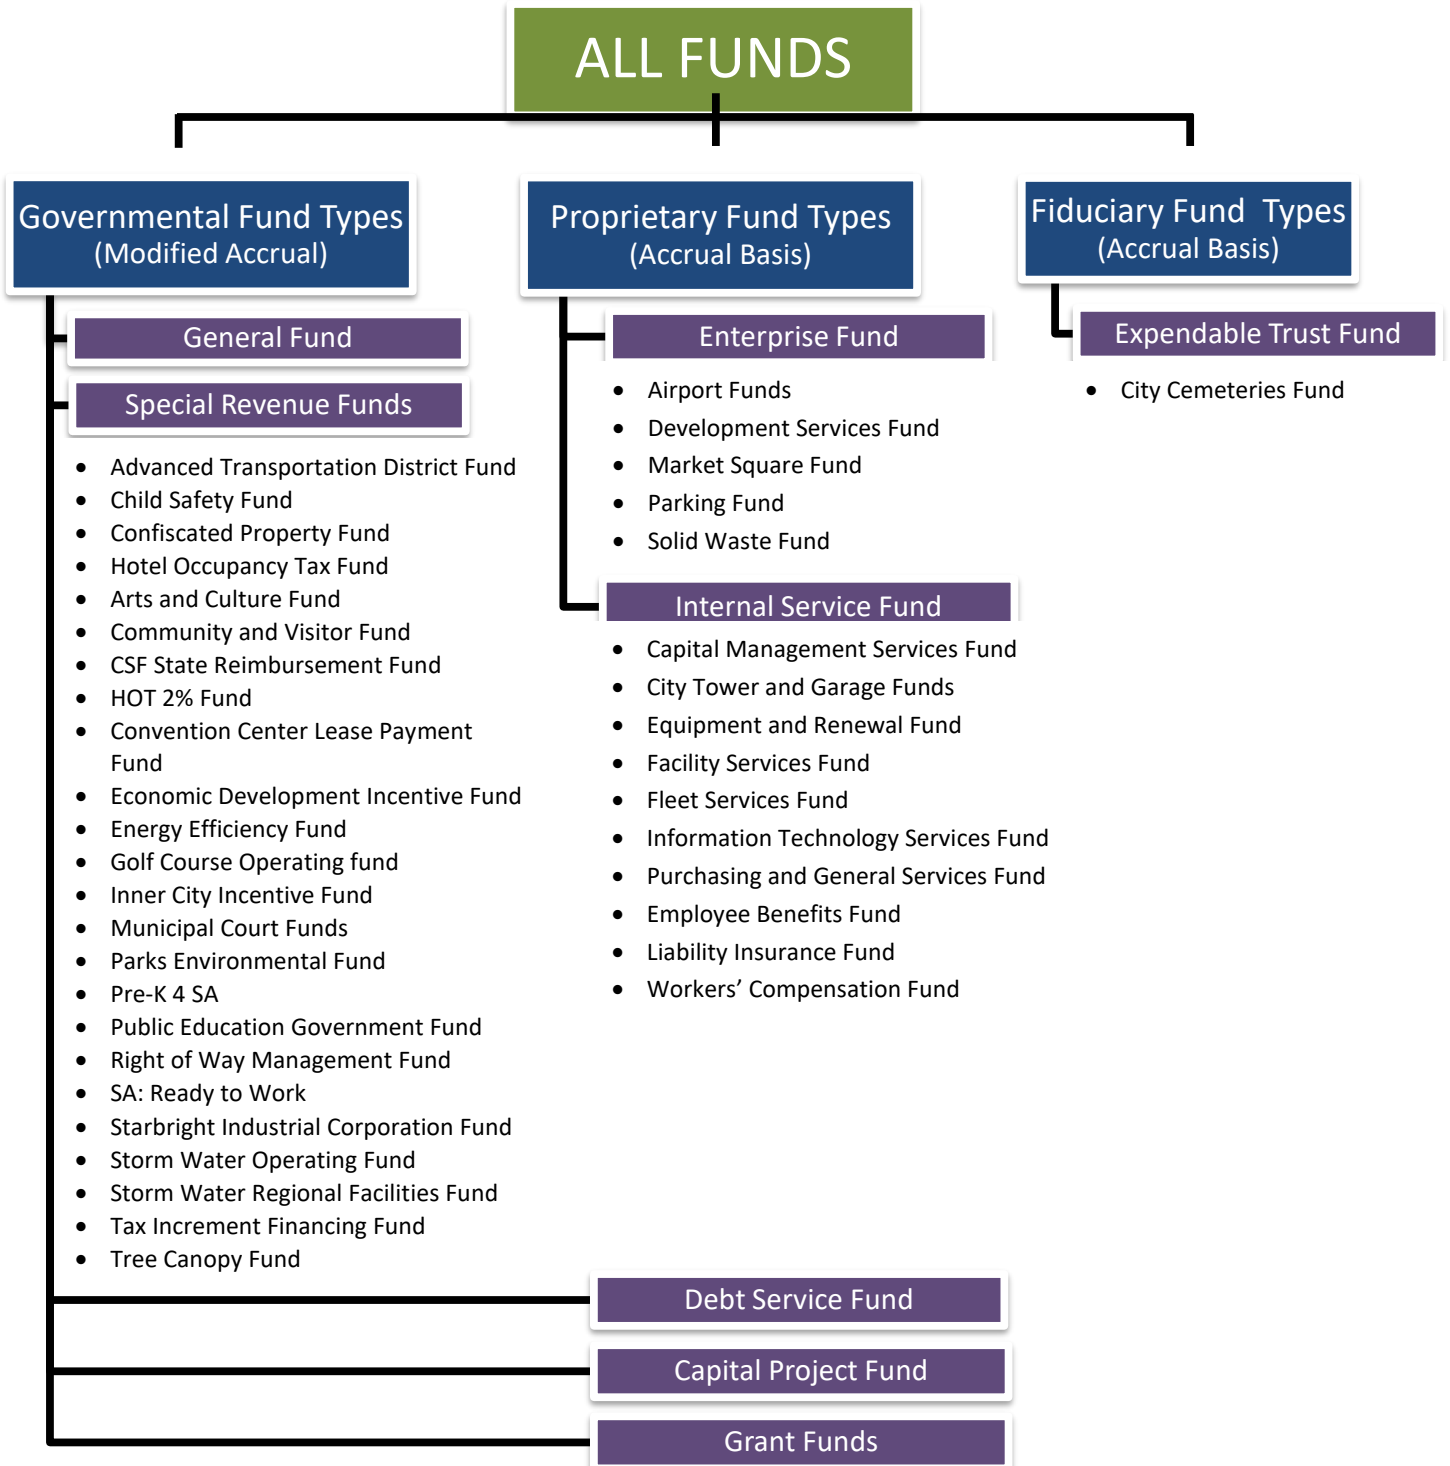 ALL FUNDS
Governmental Fund Types
(Modified Accrual)
General Fund
Special Revenue Funds
• Advanced Transportation District Fund
• Child Safety Fund
• Confiscated Property Fund
• Hotel Occupancy Tax Fund
• Arts and Culture Fund
• Community and Visitor Fund
• CSF State Reimbursement Fund
• HOT 2% Fund
• Convention Center Lease Payment
Fund
• Economic Development Incentive Fund
• Energy Efficiency Fund
• Golf Course Operating fund
• Inner City Incentive Fund
• Municipal Court Funds
• Parks Environmental Fund
• Pre-K 4 SA
• Public Education Government Fund
• Right of Way Management Fund
• SA: Ready to Work
• Starbright Industrial Corporation Fund
• Storm Water Operating Fund
• Storm Water Regional Facilities Fund
• Tax Increment Financing Fund
• Tree Canopy Fund
Debt Service Fund
Capital Project Fund
Grant Funds
Proprietary Fund Types
(Accrual Basis)
Enterprise Fund
• Airport Funds
• Development Services Fund
• Market Square Fund
• Parking Fund
• Solid Waste Fund
Internal Service Fund
• Capital Management Services Fund
• City Tower and Garage Funds
• Equipment and Renewal Fund
• Facility Services Fund
• Fleet Services Fund
• Information Technology Services Fund
• Purchasing and General Services Fund
• Employee Benefits Fund
• Liability Insurance Fund
• Workers’ Compensation Fund
Fiduciary Fund Types
(Accrual Basis)
Expendable Trust Fund
• City Cemeteries Fund